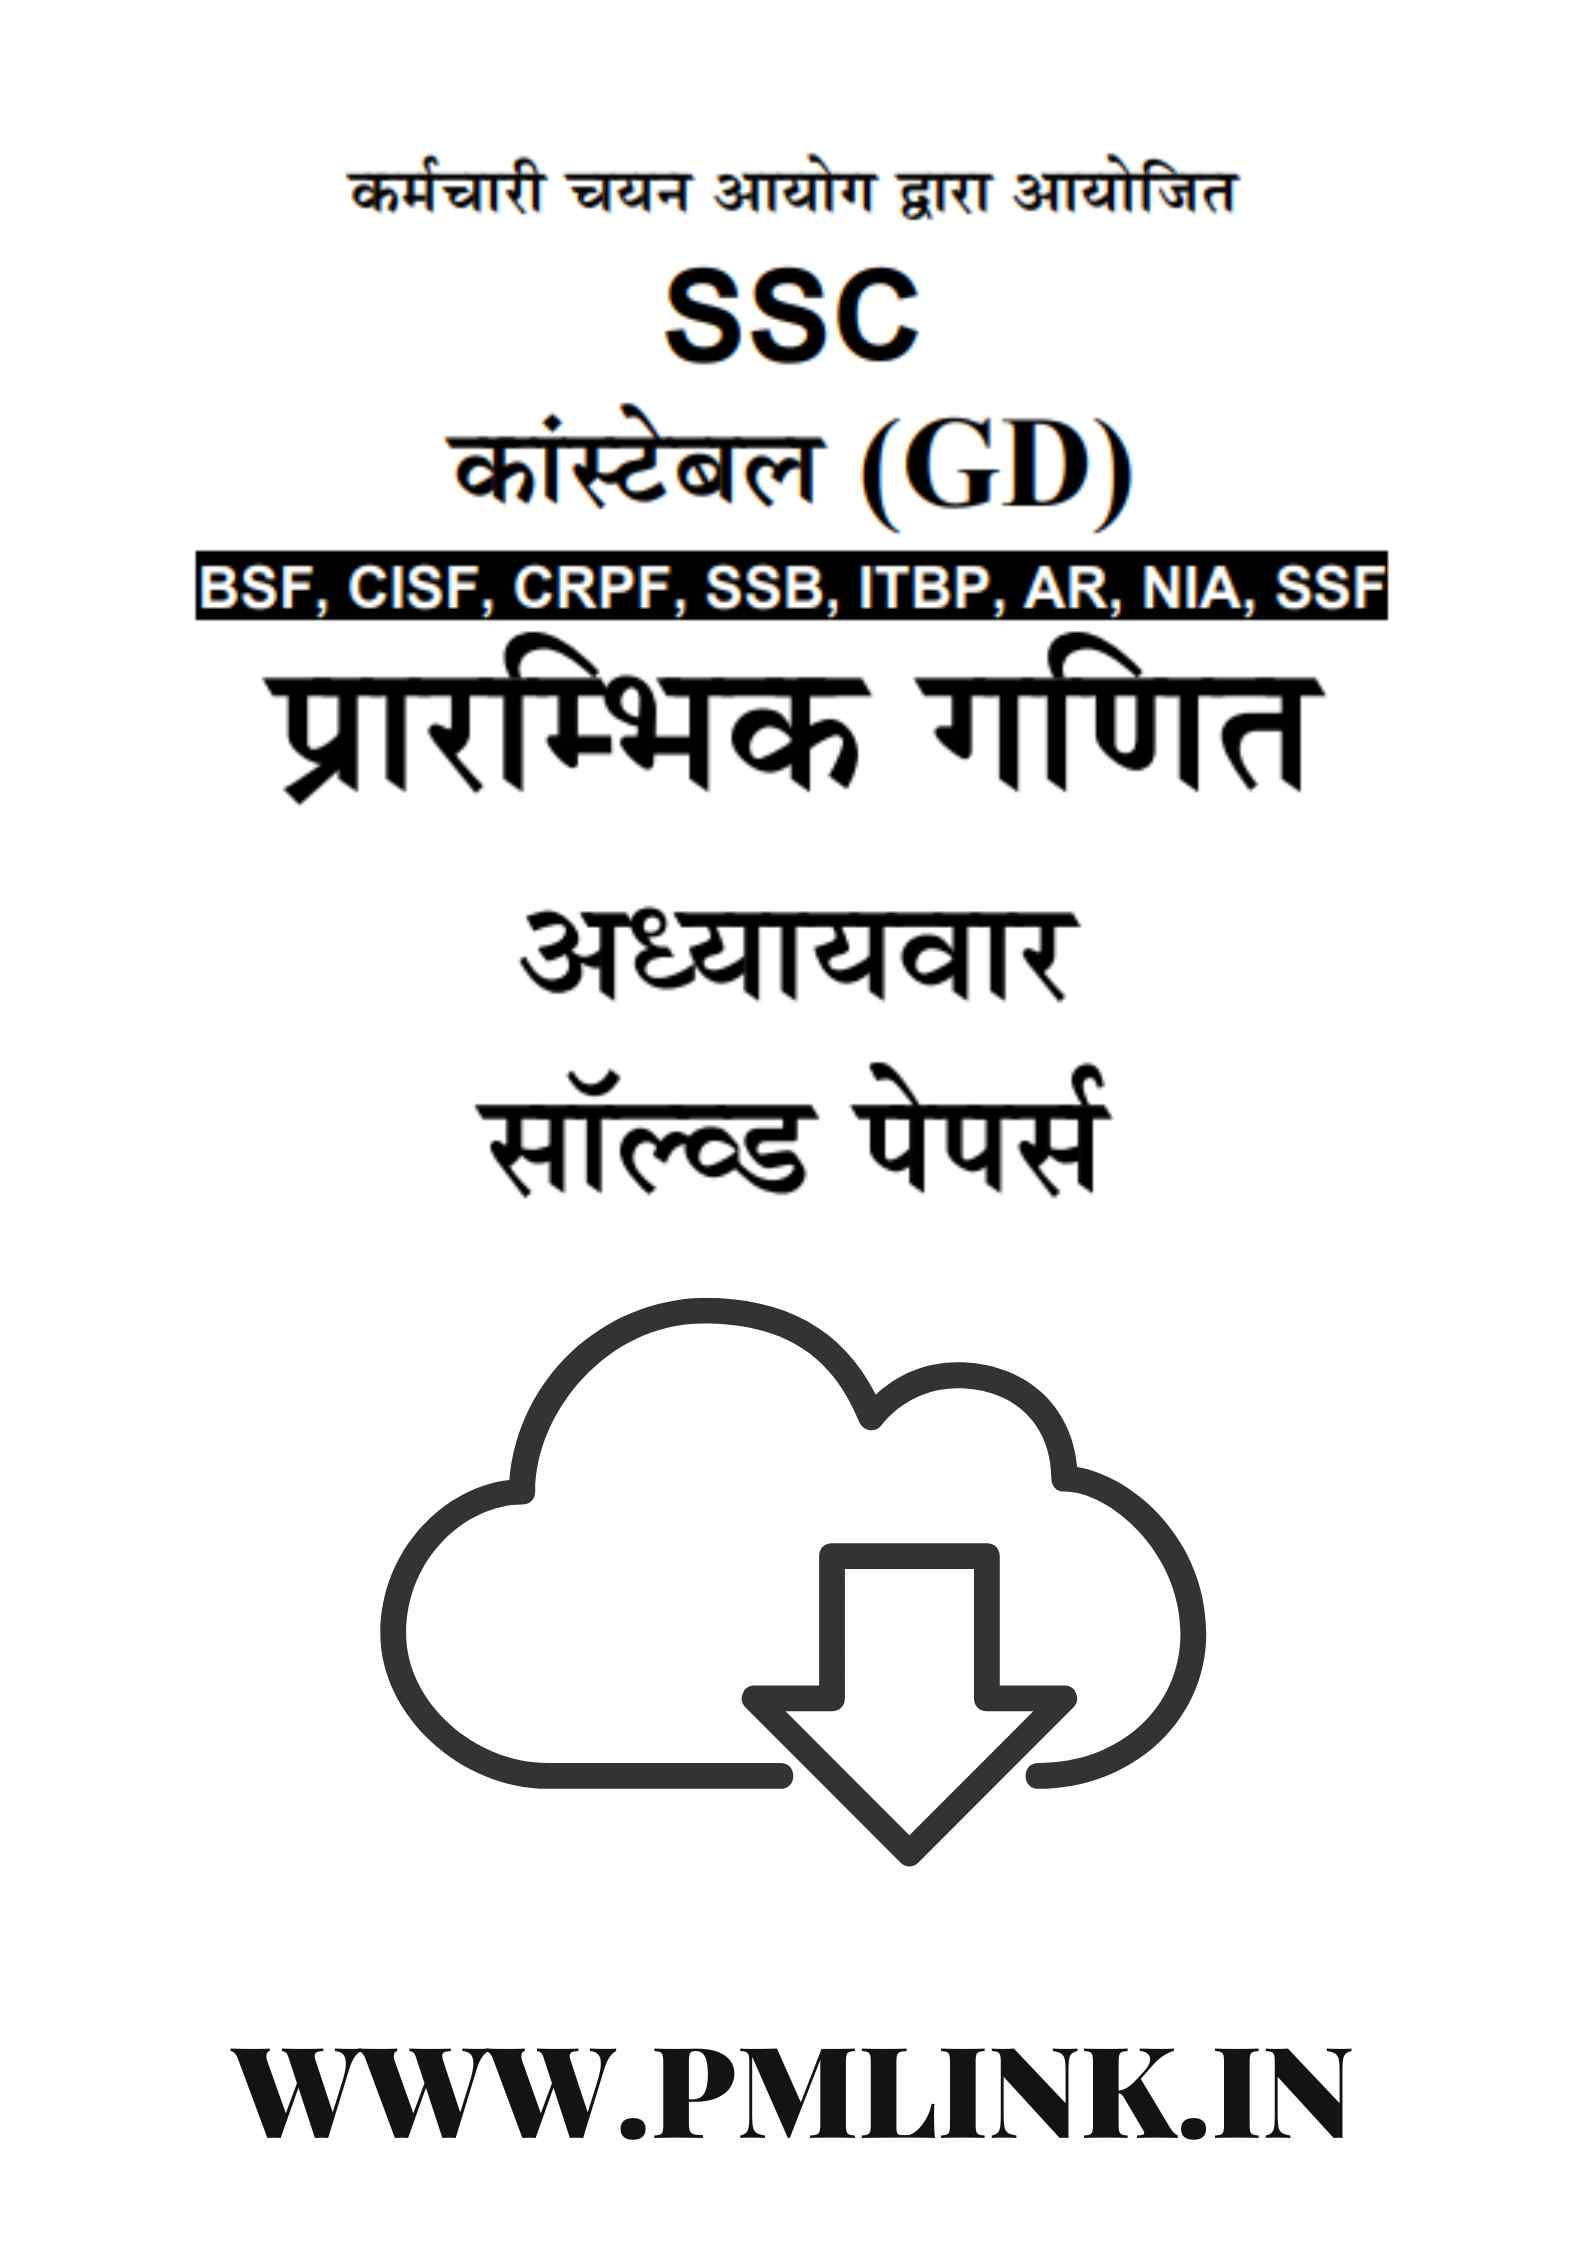 कर्मचारी चयन आयोग द्वारा आयोजित
SSC
कांस्टेबल (GD)
BSF, CISF, CRPF, SSB, ITBP, AR, NIA, SSF
प्रारम्भिक गणित
अध्यायवार
सॉल्व्ड पेपर्स
WWW.PMLINK.IN